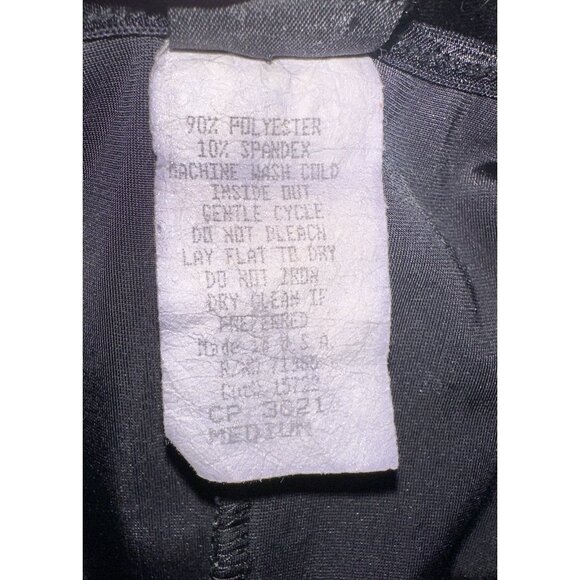 90% POLYESTER
10% SPANDEX
MACHINE WASH COLD
INSIDE OUT
GENTLE CYCLE
DO NOT BLEACH
LAY FLAT TO DRY
DO NOT IRON
DRY CLEAN IF
PREFERRED
Made in U.S.A
CP 3621
MEDIUM